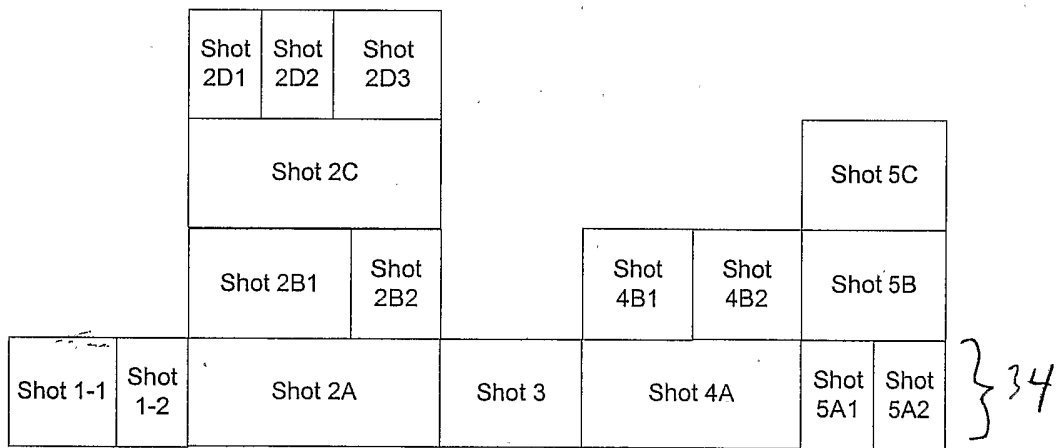 Shot
2D1
Shot
2D2
Shot
2D3
Shot 2C
Shot 5C
Shot 2B1
Shot
2B2
Shot
4B1
Shot
4B2
Shot 5B
Shot 1-1
Shot
1-2
Shot 2A
Shot 3
Shot 4A
Shot
5A1
Shot
5A2
34